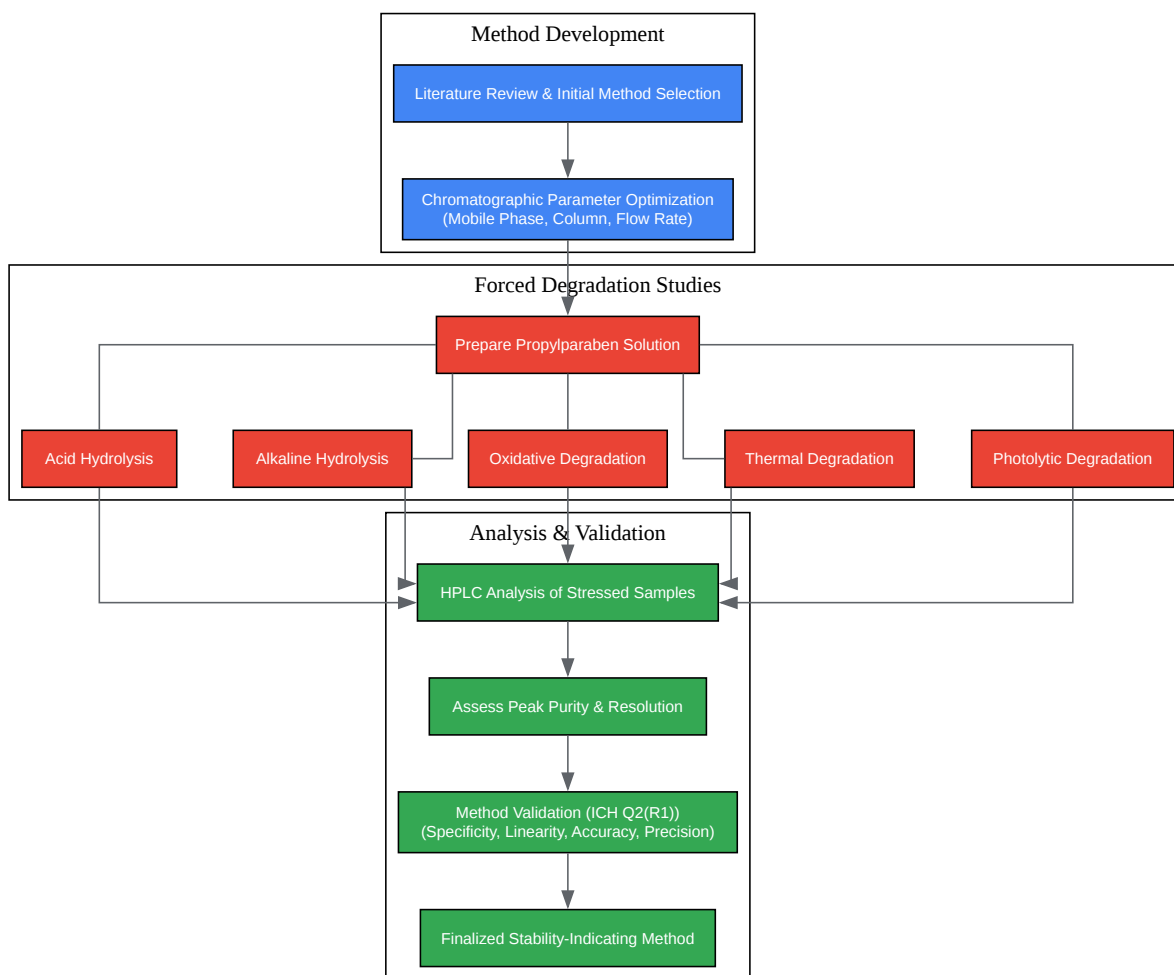 Method Development
Literature Review & Initial Method Selection
Chromatographic Parameter Optimization
(Mobile Phase, Column, Flow Rate)
Forced Degradation Studies
Prepare Propylparaben Solution
Acid Hydrolysis
Alkaline Hydrolysis
Oxidative Degradation
Thermal Degradation
Photolytic Degradation
Analysis & Validation
HPLC Analysis of Stressed Samples
Assess Peak Purity & Resolution
Method Validation (ICH Q2(R1))
(Specificity, Linearity, Accuracy, Precision)
Finalized Stability-Indicating Method